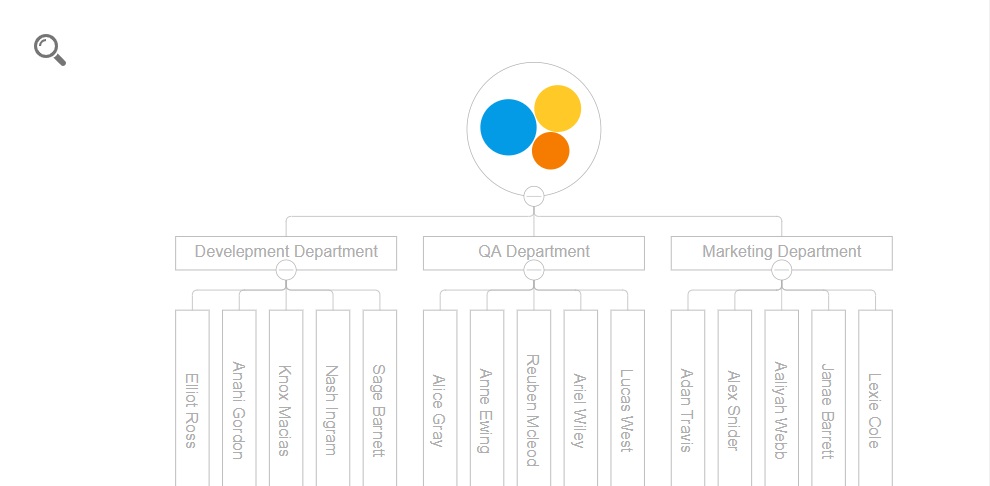 Develepment Department
QA Department
Marketing Department
Elliot Ross
Anahi Gordon
Knox Macias
Nash Ingram
Sage Barnett
Alice Gray
Anne Ewing
Reuben Mcleod
Ariel Wiley
Lucas West
Adan Travis
Alex Snider
Aaliyah Webb
Janae Barrett
Lexie Cole